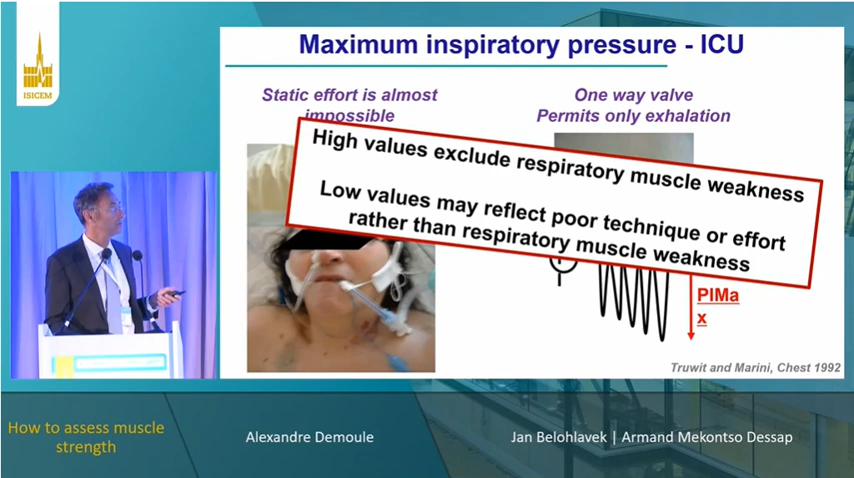 ISICEM
Maximum inspiratory pressure - ICU
Static effort is almost
impossible
One way valve
Permits only exhalation
High values exclude respiratory muscle weakness
Low values may reflect poor technique or effort
rather than respiratory muscle weakness
PIMa
x
Truwit and Marini, Chest 1992
How to assess muscle
strength
Alexandre Demoule
Jan Belohlavek | Armand Mekontso Dessap